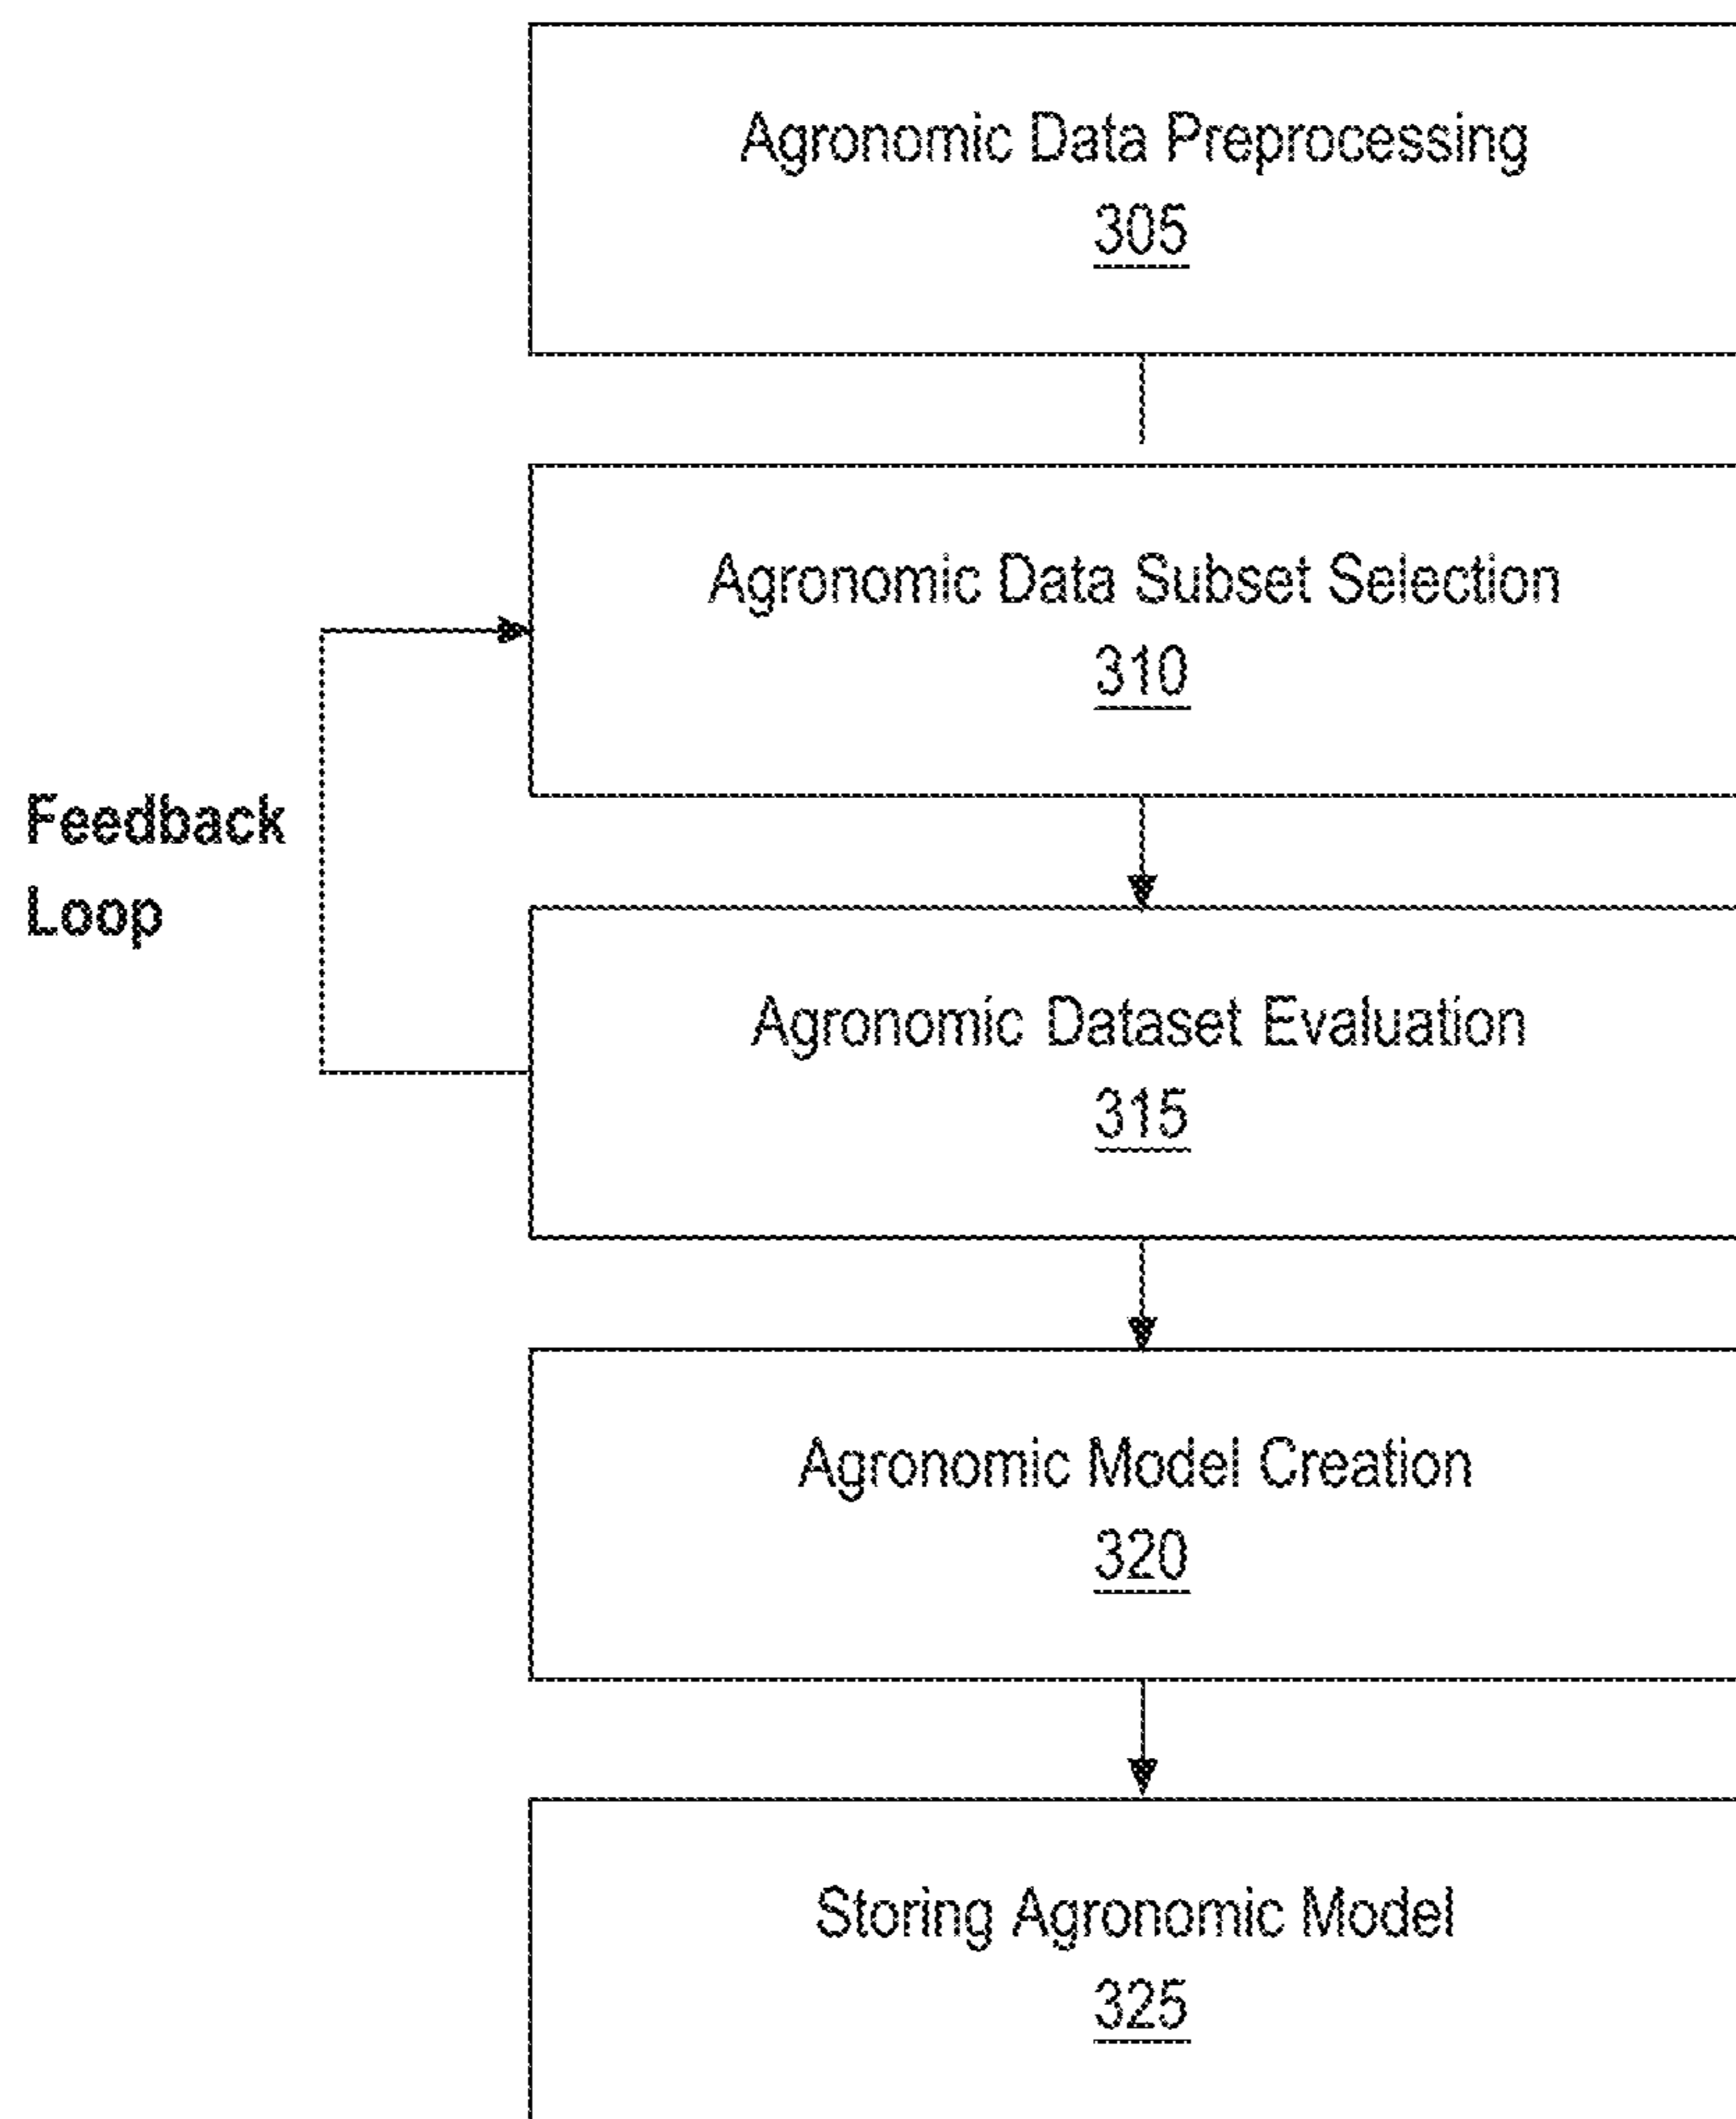 Agronomic Data Preprocessing
305
Agronomic Data Subset Selection
310
Feedback
Loop
Agronomic Dataset Evaluation
315
Agronomic Model Creation
320
Storing Agronomic Model
325